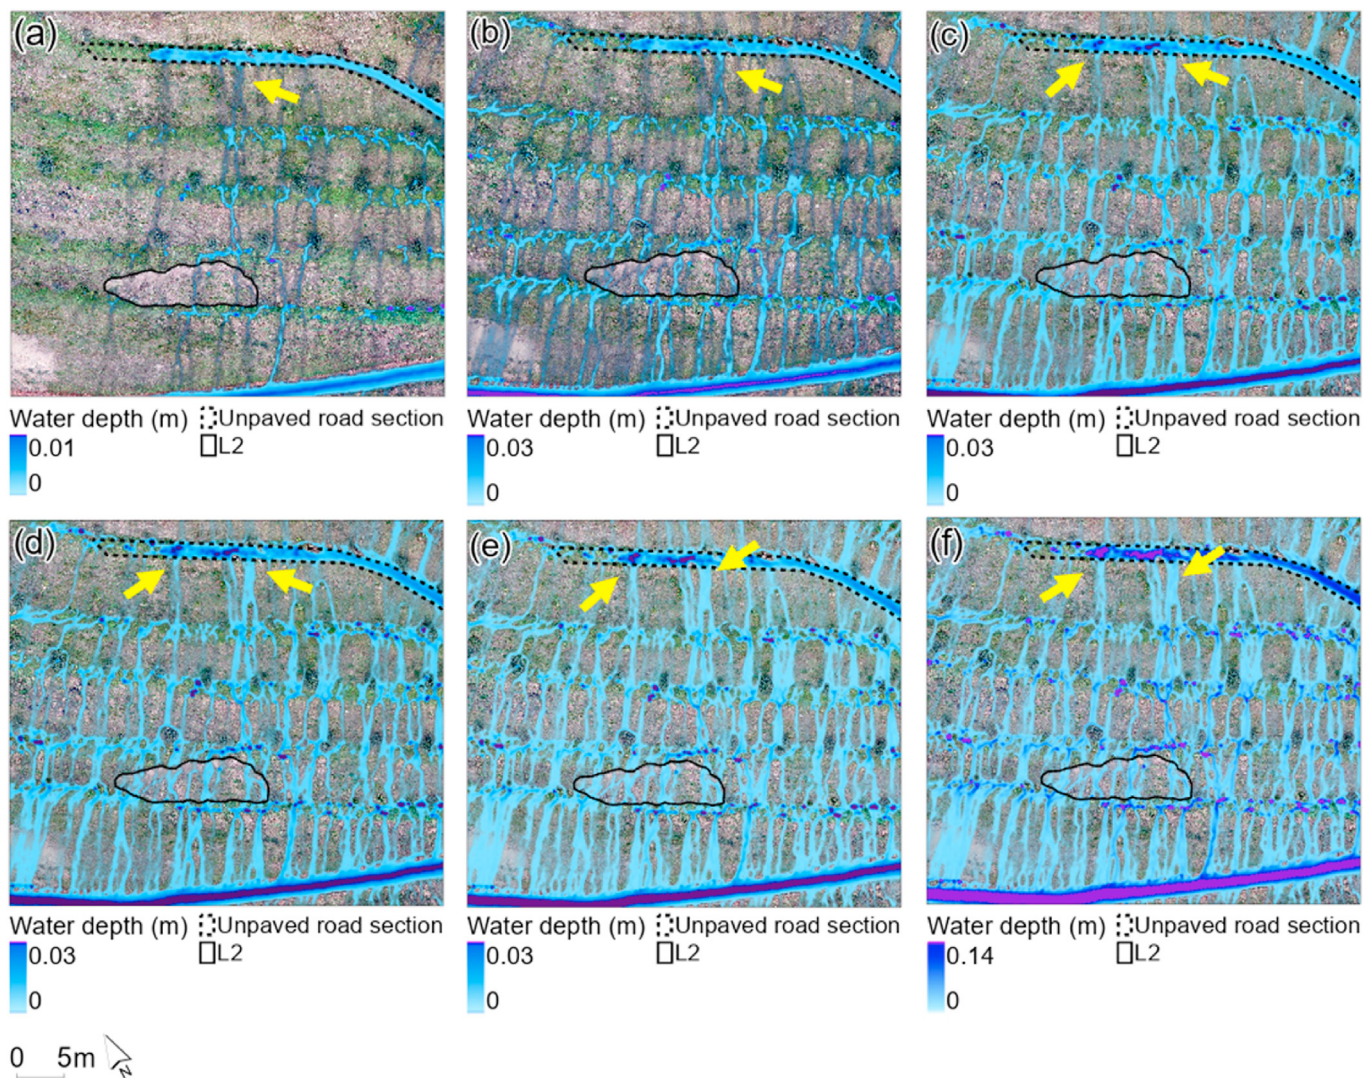 (a) (b) (c)
Water depth (m) Unpaved road section Water depth (m) Unpaved road section Water depth (m) Unpaved road section
0.01 L2 0.03 L2 0.03 L2
0 0 0
(d) (e) (f)
Water depth (m) Unpaved road section Water depth (m) Unpaved road section Water depth (m) Unpaved road section
0.03 L2 0.03 L2 0.14 L2
0 0 0
0 5m N